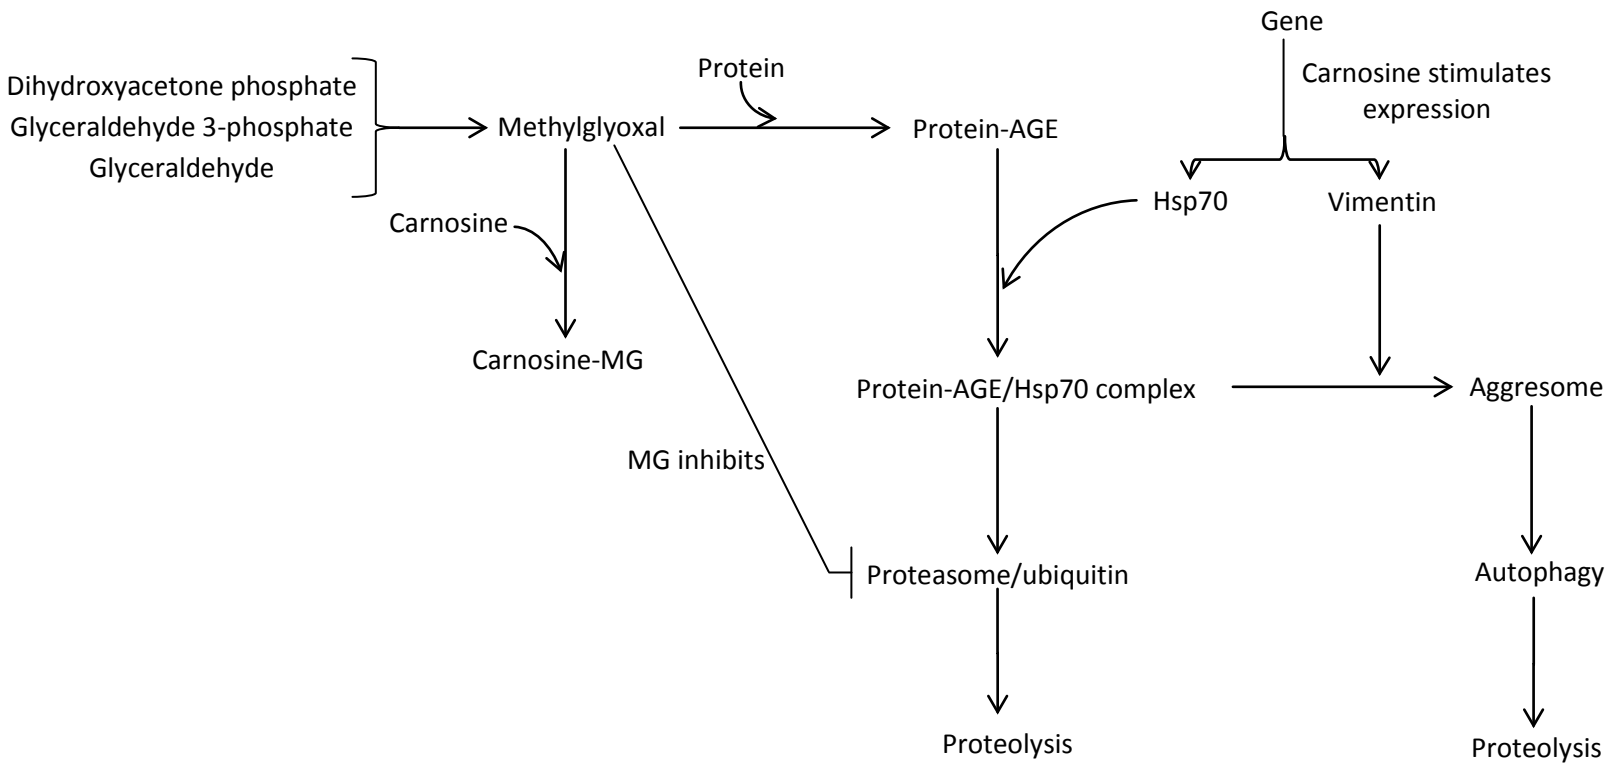 Gene
Carnosine stimulates
expression
Protein
Dihydroxyacetone phosphate
Glyceraldehyde 3-phosphate
Glyceraldehyde
Methylglyoxal
Protein-AGE
Hsp70
Vimentin
Carnosine
Carnosine-MG
Protein-AGE/Hsp70 complex
Aggresome
MG inhibits
Proteasome/ubiquitin
Autophagy
Proteolysis
Proteolysis